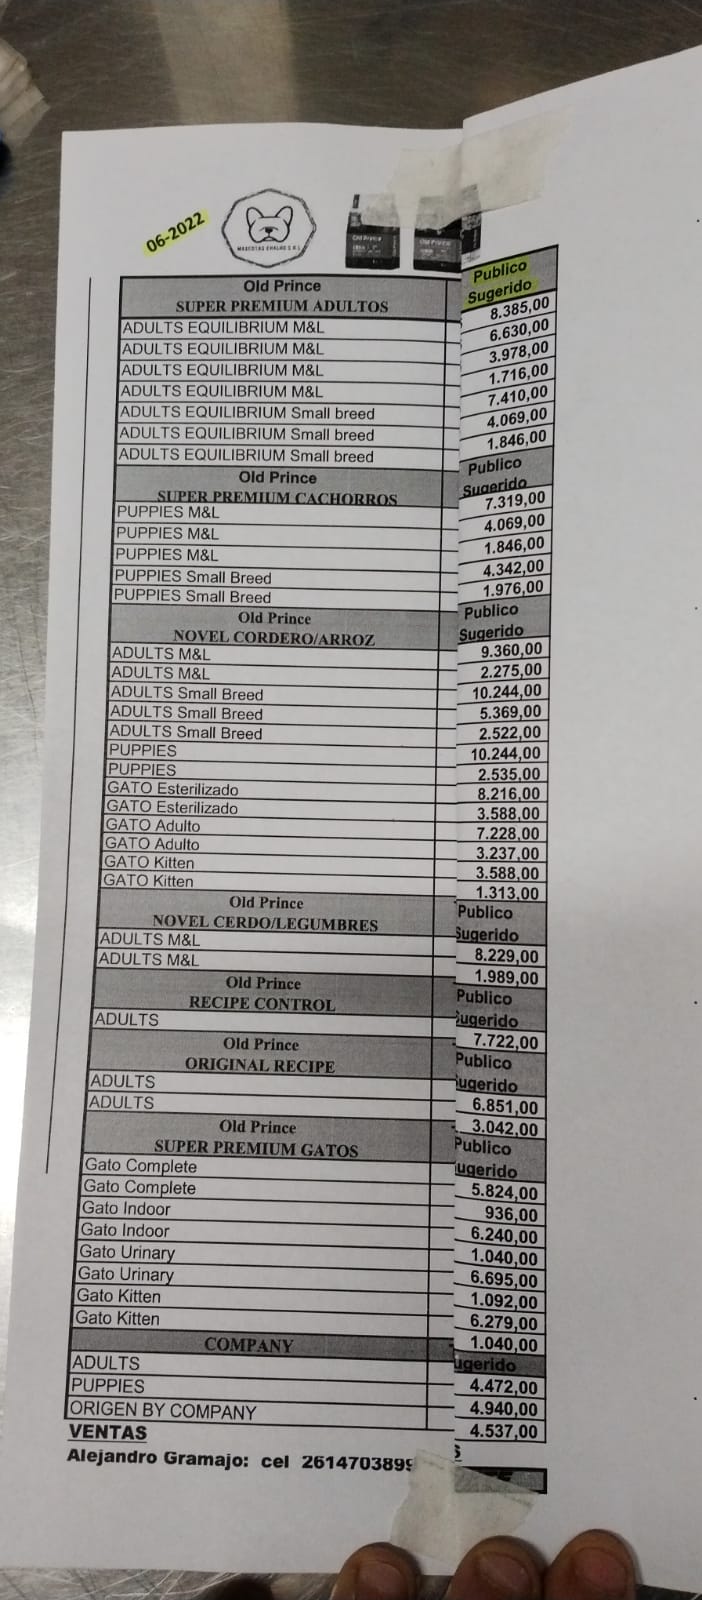 06-2022
MASCOTAS CHALAO S.R.L
Old Prince
Old Prince
Old Prince Publico
SUPER PREMIUM ADULTOS Sugerido
ADULTS EQUILIBRIUM M&L 8.385,00
ADULTS EQUILIBRIUM M&L 6.630,00
ADULTS EQUILIBRIUM M&L 3.978,00
ADULTS EQUILIBRIUM M&L 1.716,00
ADULTS EQUILIBRIUM Small breed 7.410,00
ADULTS EQUILIBRIUM Small breed 4.069,00
ADULTS EQUILIBRIUM Small breed 1.846,00
Old Prince Publico
SUPER PREMIUM CACHORROS Sugerido
PUPPIES M&L 7.319,00
PUPPIES M&L 4.069,00
PUPPIES M&L 1.846,00
PUPPIES Small Breed 4.342,00
PUPPIES Small Breed 1.976,00
Old Prince Publico
NOVEL CORDERO/ARROZ Sugerido
ADULTS M&L 9.360,00
ADULTS M&L 2.275,00
ADULTS Small Breed 10.244,00
ADULTS Small Breed 5.369,00
ADULTS Small Breed 2.522,00
PUPPIES 10.244,00
PUPPIES 2.535,00
GATO Esterilizado 8.216,00
GATO Esterilizado 3.588,00
GATO Adulto 7.228,00
GATO Adulto 3.237,00
GATO Kitten 3.588,00
GATO Kitten 1.313,00
Old Prince Publico
NOVEL CERDO/LEGUMBRES Sugerido
ADULTS M&L 8.229,00
ADULTS M&L 1.989,00
Old Prince Publico
RECIPE CONTROL ugerido
ADULTS 7.722,00
Old Prince Publico
ORIGINAL RECIPE ugerido
ADULTS 6.851,00
ADULTS 3.042,00
Old Prince Publico
SUPER PREMIUM GATOS ugerido
Gato Complete 5.824,00
Gato Complete 936,00
Gato Indoor 6.240,00
Gato Indoor 1.040,00
Gato Urinary 6.695,00
Gato Urinary 1.092,00
Gato Kitten 6.279,00
Gato Kitten 1.040,00
COMPANY ugerido
ADULTS 4.472,00
PUPPIES 4.940,00
ORIGEN BY COMPANY 4.537,00
VENTAS
Alejandro Gramajo: cel 2614703899